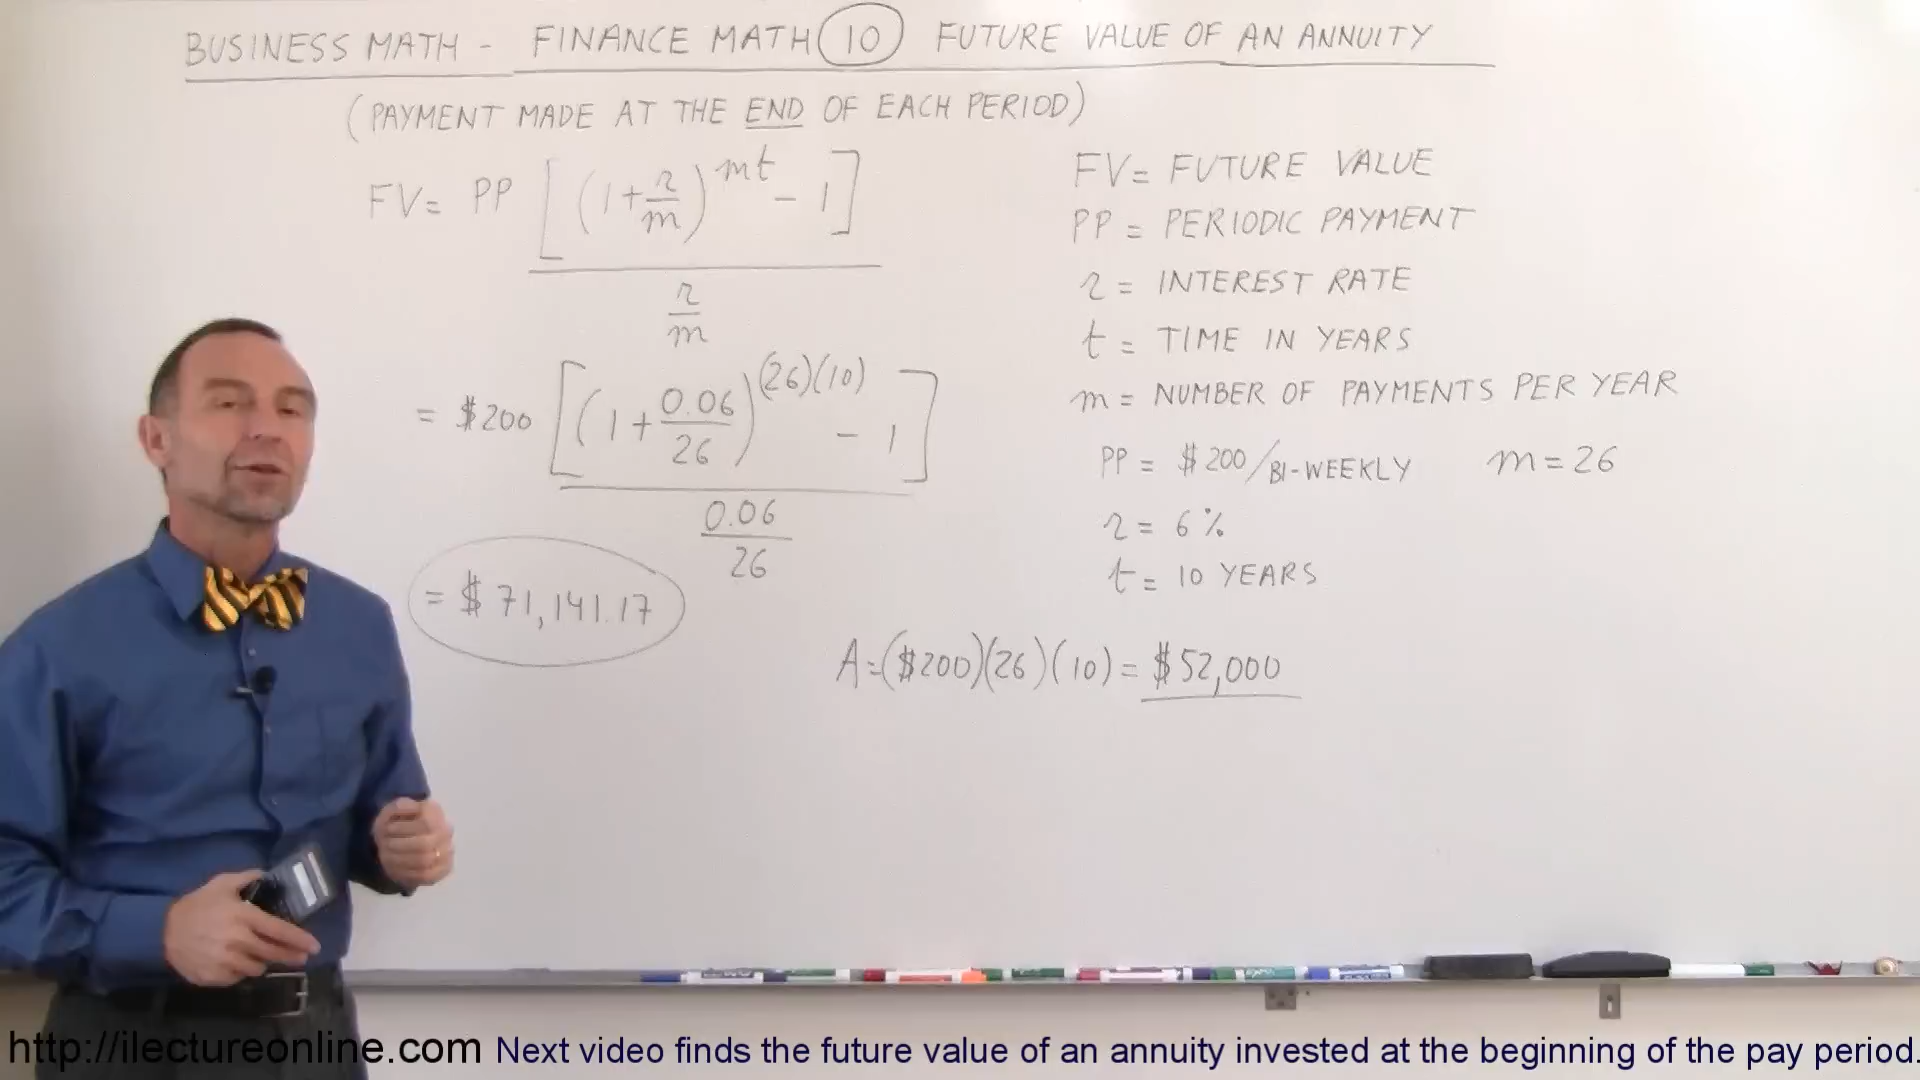 BUSINESS MATH - FINANCE MATH 10 FUTURE VALUE OF AN ANNUITY
(PAYMENT MADE AT THE END OF EACH PERIOD)
FV = PP [(1 + r/m)^mt - 1]
r/m
= $200 [(1 + 0.06/26)^(26)(10) - 1]
0.06/26
= $71,141.17
FV = FUTURE VALUE
PP = PERIODIC PAYMENT
r = INTEREST RATE
t = TIME IN YEARS
m = NUMBER OF PAYMENTS PER YEAR
PP = $200/BI-WEEKLY m = 26
r = 6%
t = 10 YEARS
A = ($200)(26)(10) = $52,000
http://ilectureonline.com Next video finds the future value of an annuity invested at the beginning of the pay period.